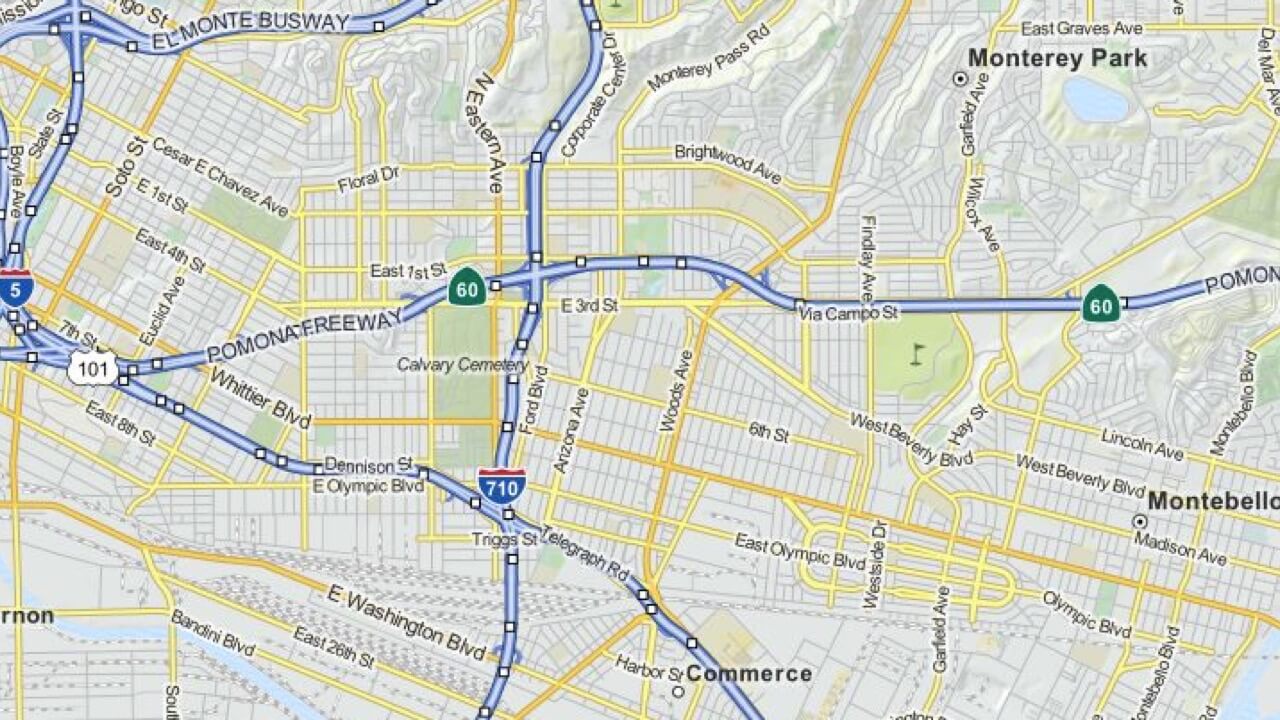 EL MONTE BUSWAY
East Graves Ave
Del Mar Ave
Monterey Park
Corporate Center Dr
Monterey Pass Rd
N Eastern Ave
Garfield Ave
State St
Boyle Ave
Soto St
Cesar E Chavez Ave
Brightwood Ave
Floral Dr
E 1st St
Wilcox Ave
Findlay Ave
East 4th St
East 1st St
5
60
60
POMON
Euclid Ave
E 3rd St
Via Campo St
POMONA FREEWAY
7th St
101
Calvary Cemetery
Whittier Blvd
Ford Blvd
Arizona Ave
Woods Ave
Montebello Blvd
East 8th St
6th St
West Beverly Blvd
Hay St
Lincoln Ave
Dennison St
West Beverly Blvd
E Olympic Blvd
710
Montebello
Triggs St
Telegraph Rd
East Olympic Blvd
Westside Dr
Madison Ave
E Washington Blvd
Garfield Ave
Olympic Blvd
rnon
Bandini Blvd
East 26th St
Harbor St
Commerce
ontebello Blvd
Sout
Rd